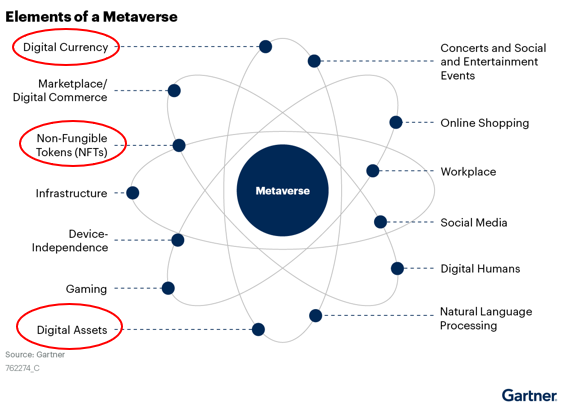 Elements of a Metaverse
Digital Currency
Marketplace/
Digital Commerce
Non-Fungible
Tokens (NFTs)
Infrastructure
Device-
Independence
Gaming
Digital Assets
Metaverse
Concerts and Social
and Entertainment
Events
Online Shopping
Workplace
Social Media
Digital Humans
Natural Language
Processing
Source: Gartner
762274_C
Gartner